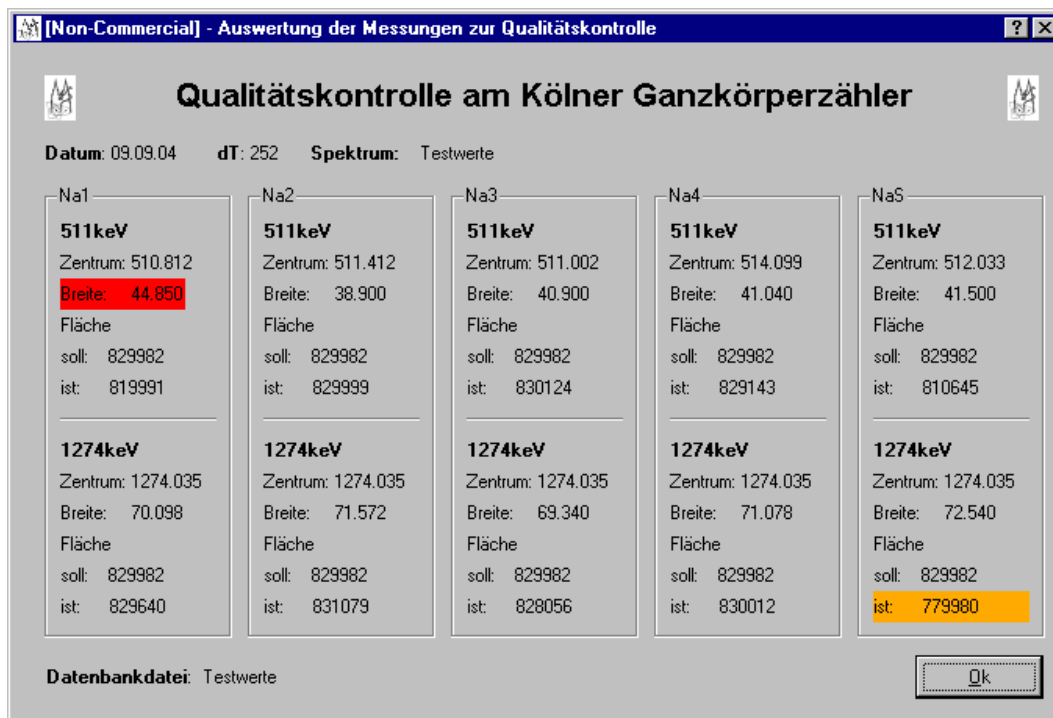 [Non-Commercial] - Auswertung der Messungen zur Qualitätskontrolle
Qualitätskontrolle am Kölner Ganzkörperzähler
Datum: 09.09.04 dT: 252 Spektrum: Testwerte
Na1
511keV
Zentrum: 510.812
Breite: 44.850
Fläche
soll: 829982
ist: 819991
1274keV
Zentrum: 1274.035
Breite: 70.098
Fläche
soll: 829982
ist: 829640
Na2
511keV
Zentrum: 511.412
Breite: 38.900
Fläche
soll: 829982
ist: 829999
1274keV
Zentrum: 1274.035
Breite: 71.572
Fläche
soll: 829982
ist: 831079
Na3
511keV
Zentrum: 511.002
Breite: 40.900
Fläche
soll: 829982
ist: 830124
1274keV
Zentrum: 1274.035
Breite: 69.340
Fläche
soll: 829982
ist: 828056
Na4
511keV
Zentrum: 514.099
Breite: 41.040
Fläche
soll: 829982
ist: 829143
1274keV
Zentrum: 1274.035
Breite: 71.078
Fläche
soll: 829982
ist: 830012
NaS
511keV
Zentrum: 512.033
Breite: 41.500
Fläche
soll: 829982
ist: 810645
1274keV
Zentrum: 1274.035
Breite: 72.540
Fläche
soll: 829982
ist: 779980
Datenbankdatei: Testwerte
Ok